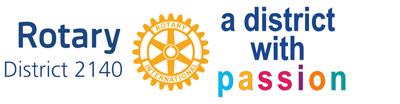 Rotary
District 2140
ROTARY
INTERNATIONAL
a district
with
passion